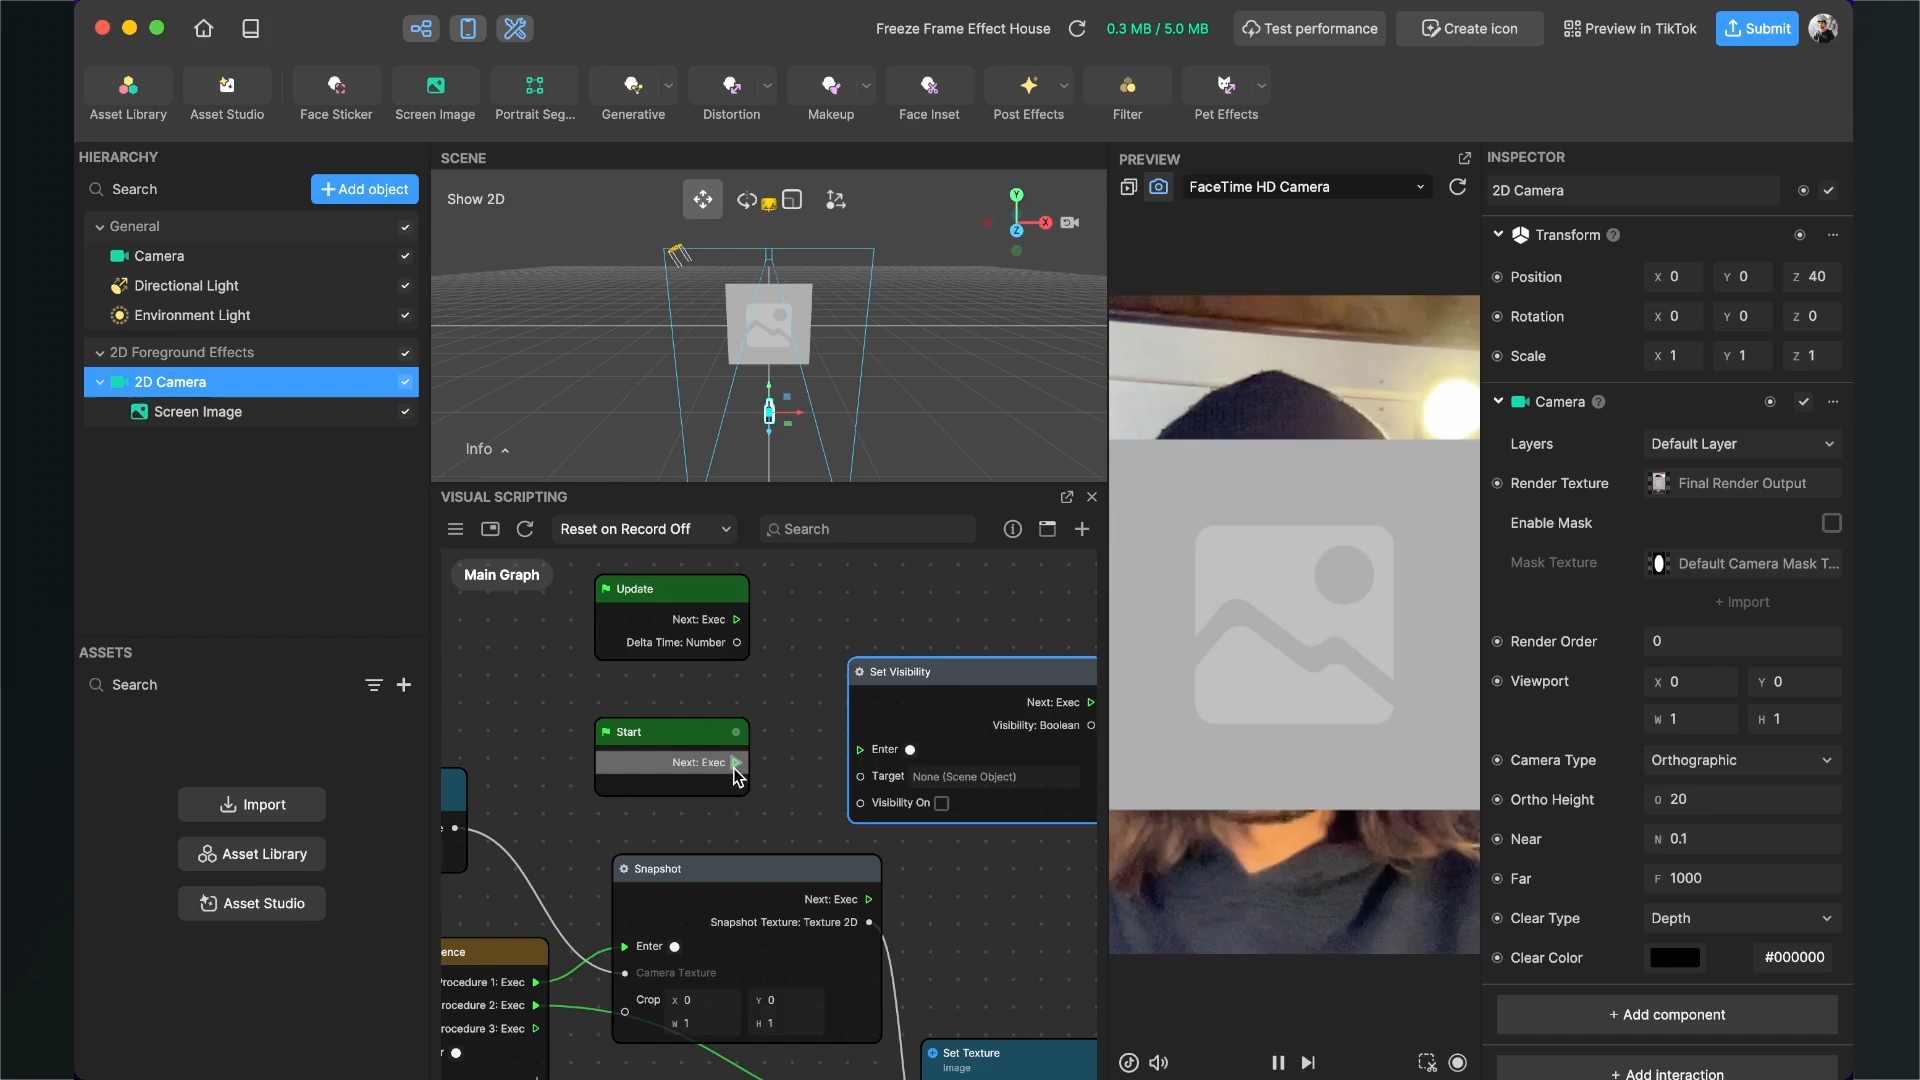 Freeze Frame Effect House
0.3 MB / 5.0 MB
Test performance
Create icon
Preview in TikTok
Submit
Asset Library
Asset Studio
Face Sticker
Screen Image
Portrait Seg...
Generative
Distortion
Makeup
Face Inset
Post Effects
Filter
Pet Effects
HIERARCHY
Search
Add object
General
Camera
Directional Light
Environment Light
2D Foreground Effects
2D Camera
Screen Image
ASSETS
Search
Import
Asset Library
Asset Studio
SCENE
Show 2D
Y
X
Z
Info
VISUAL SCRIPTING
Reset on Record Off
Search
Main Graph
Update
Next: Exec
Delta Time: Number
Start
Next: Exec
Set Visibility
Next: Exec
Visibility: Boolean
Enter
Target None (Scene Object)
Visibility On
Snapshot
Next: Exec
Snapshot Texture: Texture 2D
Enter
Camera Texture
Crop X 0 Y 0
W 1 H 1
ence
rocedure 1: Exec
rocedure 2: Exec
rocedure 3: Exec
Set Texture
Image
PREVIEW
FaceTime HD Camera
INSPECTOR
2D Camera
Transform
Position X 0 Y 0 Z 40
Rotation X 0 Y 0 Z 0
Scale X 1 Y 1 Z 1
Camera
Layers Default Layer
Render Texture Final Render Output
Enable Mask
Mask Texture Default Camera Mask T...
+ Import
Render Order 0
Viewport X 0 Y 0
W 1 H 1
Camera Type Orthographic
Ortho Height O 20
Near N 0.1
Far F 1000
Clear Type Depth
Clear Color #000000
+ Add component
+ Add interaction